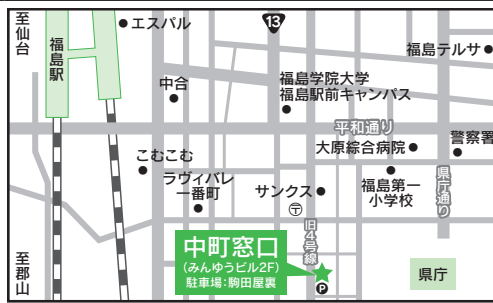 至仙台
福島駅
エスパル
13
福島テルサ
中合
福島学院大学
福島駅前キャンパス
平和通り
大原綜合病院
警察署
こむこむ
ラヴィバレ
一番町
サンクス
〒
福島第一
小学校
県庁通り
旧4号線
中町窓口
(みんゆうビル2F)
駐車場:駒田屋裏
P
県庁
至郡山